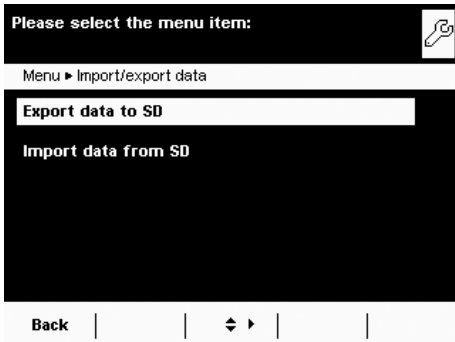 Please select the menu item:
Menu ▸ Import/export data
Export data to SD
Import data from SD
Back